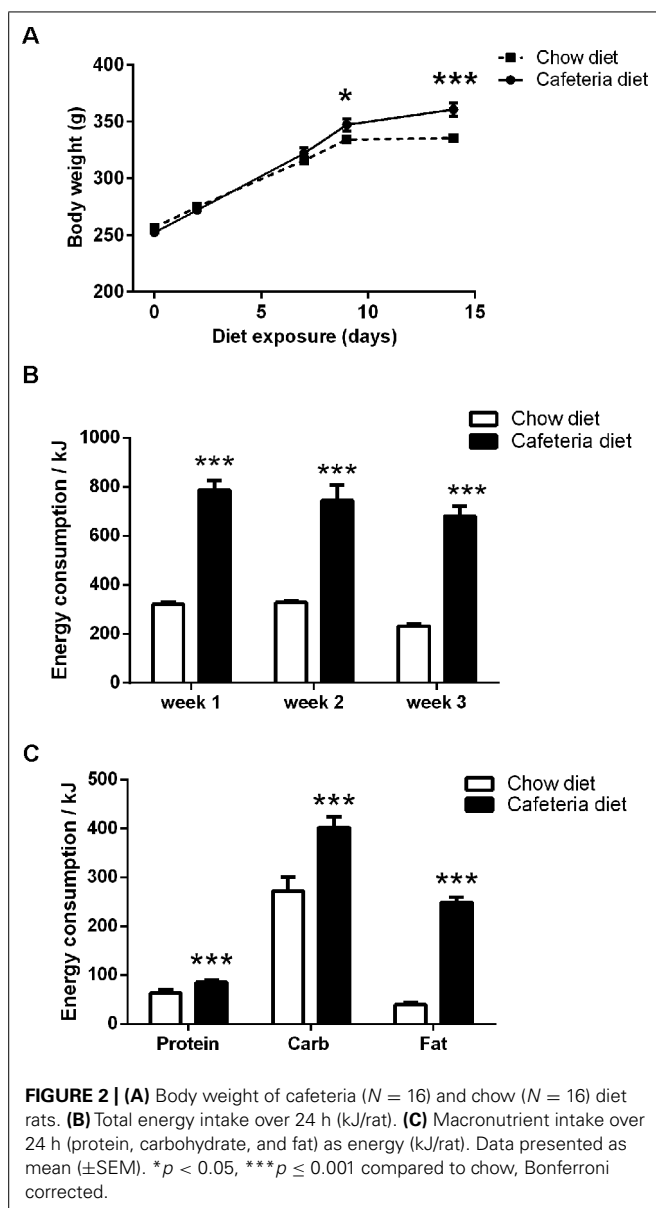 A
Chow diet
Cafeteria diet
400
350
300
250
200
Body weight (g)
*
***
0 5 10 15
Diet exposure (days)
B
Chow diet
Cafeteria diet
1000
800
600
400
200
0
Energy consumption / kJ
*** *** ***
week 1 week 2 week 3
C
Chow diet
Cafeteria diet
500
400
300
200
100
0
Energy consumption / kJ
*** *** ***
Protein Carb Fat
FIGURE 2 | (A) Body weight of cafeteria (N = 16) and chow (N = 16) diet
rats. (B) Total energy intake over 24 h (kJ/rat). (C) Macronutrient intake over
24 h (protein, carbohydrate, and fat) as energy (kJ/rat). Data presented as
mean (±SEM). *p < 0.05, ***p ≤ 0.001 compared to chow, Bonferroni
corrected.